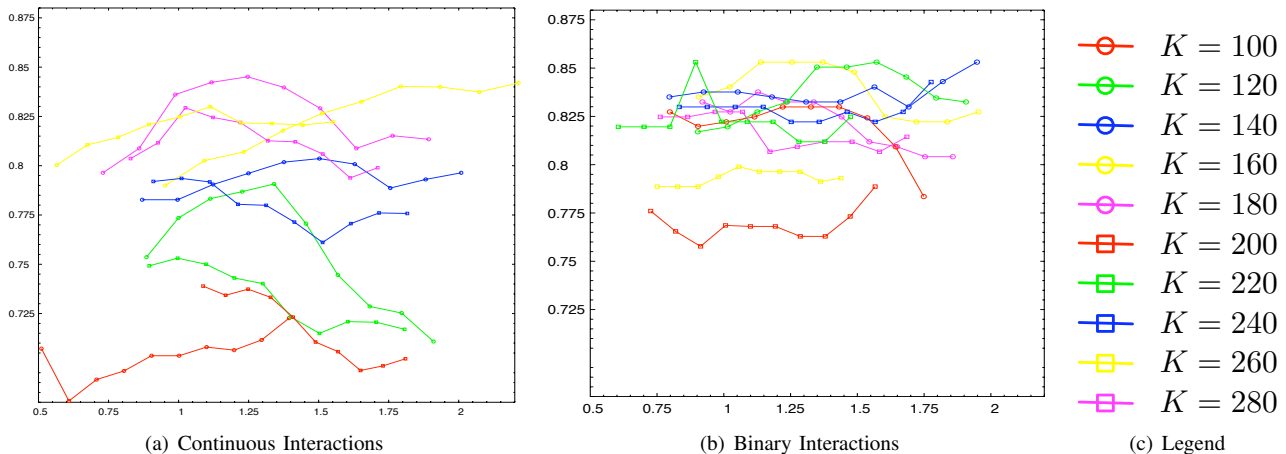 0.875
0.85
0.825
0.8
0.775
0.75
0.725
0.5 0.75 1 1.25 1.5 1.75 2
(a) Continuous Interactions
0.875
0.85
0.825
0.8
0.775
0.75
0.725
0.5 0.75 1 1.25 1.5 1.75 2
(b) Binary Interactions
K = 100
K = 120
K = 140
K = 160
K = 180
K = 200
K = 220
K = 240
K = 260
K = 280
(c) Legend